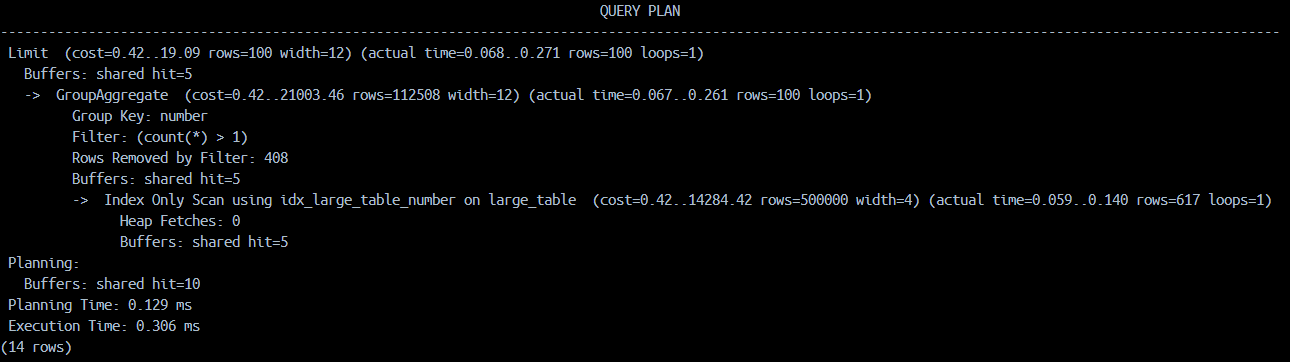 QUERY PLAN
--------------------------------------------------------------------------------------------------------------------------------------------------------
Limit  (cost=0.42..19.09 rows=100 width=12) (actual time=0.068..0.271 rows=100 loops=1)
  Buffers: shared hit=5
  ->  GroupAggregate  (cost=0.42..21003.46 rows=112508 width=12) (actual time=0.067..0.261 rows=100 loops=1)
        Group Key: number
        Filter: (count(*) > 1)
        Rows Removed by Filter: 408
        Buffers: shared hit=5
        ->  Index Only Scan using idx_large_table_number on large_table  (cost=0.42..14284.42 rows=500000 width=4) (actual time=0.059..0.140 rows=617 loops=1)
              Heap Fetches: 0
              Buffers: shared hit=5
Planning:
  Buffers: shared hit=10
Planning Time: 0.129 ms
Execution Time: 0.306 ms
(14 rows)